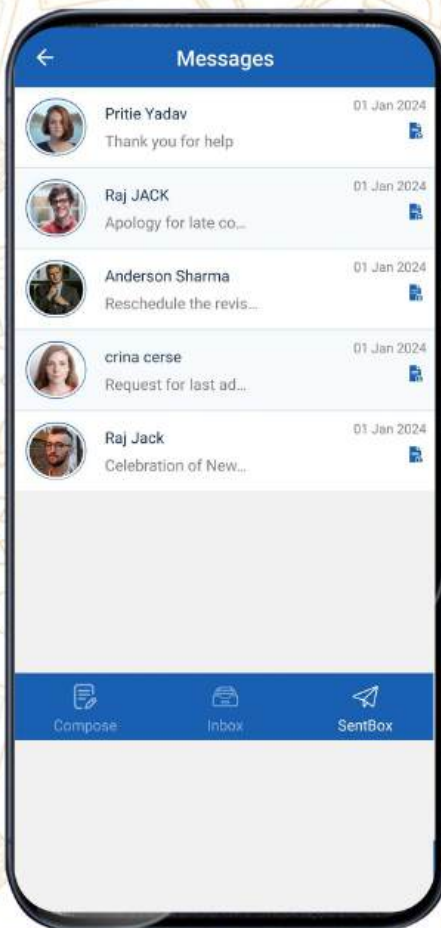 Messages
Pritie Yadav
01 Jan 2024
Thank you for help
Raj JACK
01 Jan 2024
Apology for late co...
Anderson Sharma
01 Jan 2024
Reschedule the revis...
crina cerse
01 Jan 2024
Request for last ad...
Raj Jack
01 Jan 2024
Celebration of New...
Compose
Inbox
SentBox